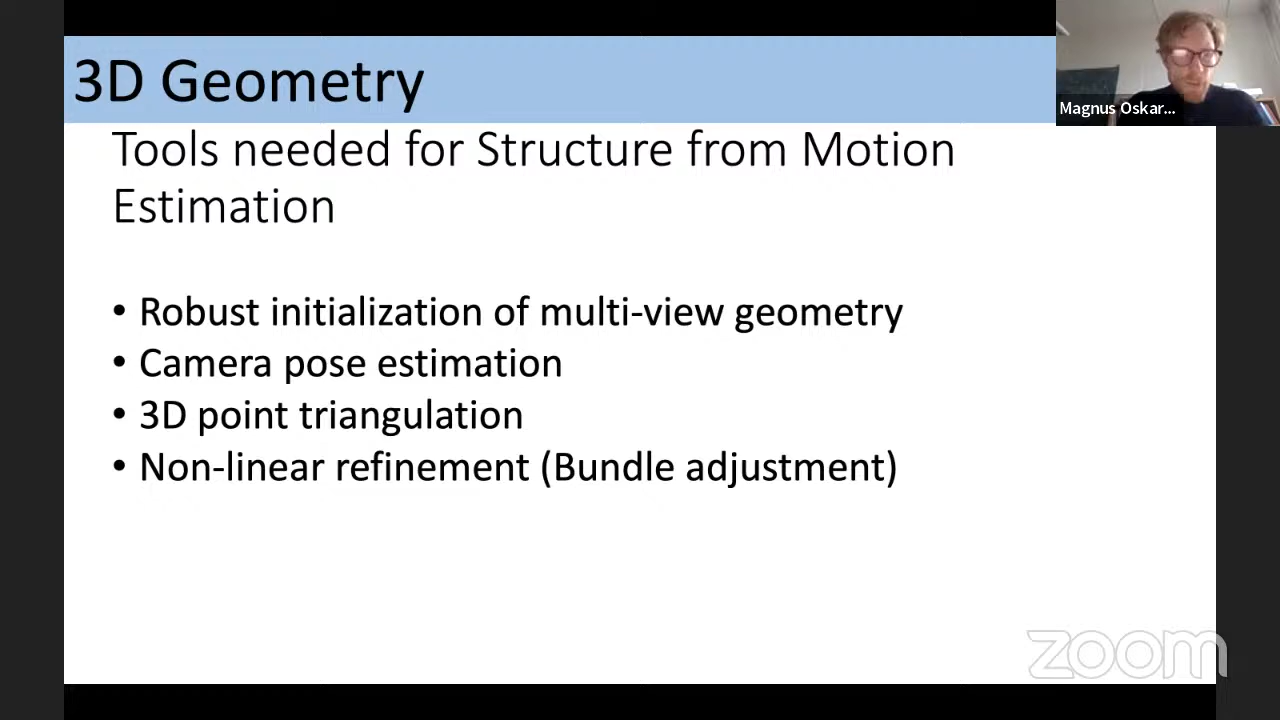 3D Geometry
Magnus Oskar...
Tools needed for Structure from Motion
Estimation
• Robust initialization of multi-view geometry
• Camera pose estimation
• 3D point triangulation
• Non-linear refinement (Bundle adjustment)
zoom